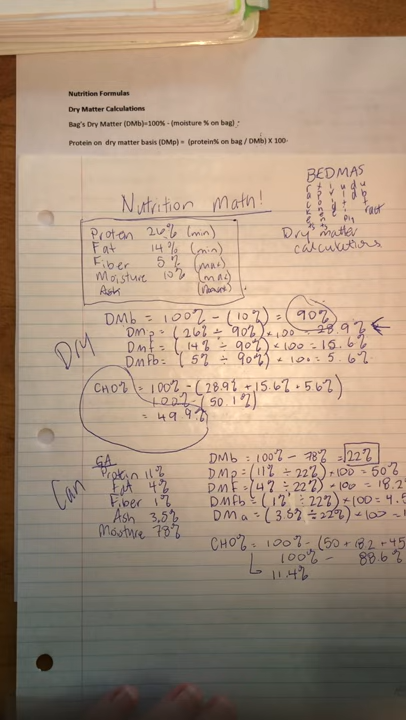 Nutrition Formulas
Dry Matter Calculations
Bag's Dry Matter (DMb)=100% - (moisture % on bag)
Protein on dry matter basis (DMp) = (protein% on bag / DMb) X 100
BEDMAS
Nutrition Math!
Dry matter
calculations
Protein 26% (min)
Fat 14% (min)
Fiber 5% (max)
Moisture 10% (max)
Ash
Dry
DMb = 100% - (10%) = 90%
DMp = (26% ÷ 90%) × 100 = 28.9%
DMF = (14% ÷ 90%) × 100 = 15.6%
DMFb = (5% ÷ 90%) × 100 = 5.6%
CHO% = 100% - (28.9% + 15.6% + 5.6%)
100% - (50.1%)
= 49.9%
Can
GA
Protein 11%
Fat 4%
Fiber 1%
Ash 3.5%
Moisture 78%
DMb = 100% - 78% = 22%
DMp = (11% ÷ 22%) × 100 = 50%
DMF = (4% ÷ 22%) × 100 = 18.2
DMfb = (1% ÷ 22%) × 100 = 4.5
DMa = (3.5% ÷ 22%) × 100 = 1
CHO% = 100% - (50 + 18.2 + 4.5
100% - 88.6%
11.4%